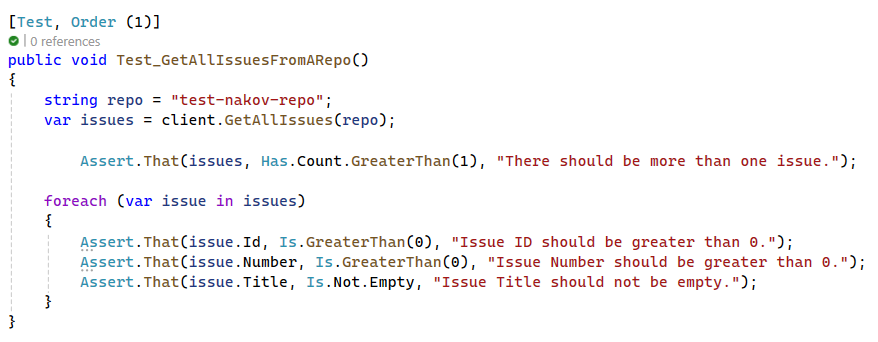 [Test, Order (1)]
| 0 references
public void Test_GetAllIssuesFromARepo()
{
    string repo = "test-nakov-repo";
    var issues = client.GetAllIssues(repo);

        Assert.That(issues, Has.Count.GreaterThan(1), "There should be more than one issue.");

    foreach (var issue in issues)
    {
        Assert.That(issue.Id, Is.GreaterThan(0), "Issue ID should be greater than 0.");
        Assert.That(issue.Number, Is.GreaterThan(0), "Issue Number should be greater than 0.");
        Assert.That(issue.Title, Is.Not.Empty, "Issue Title should not be empty.");
    }
}